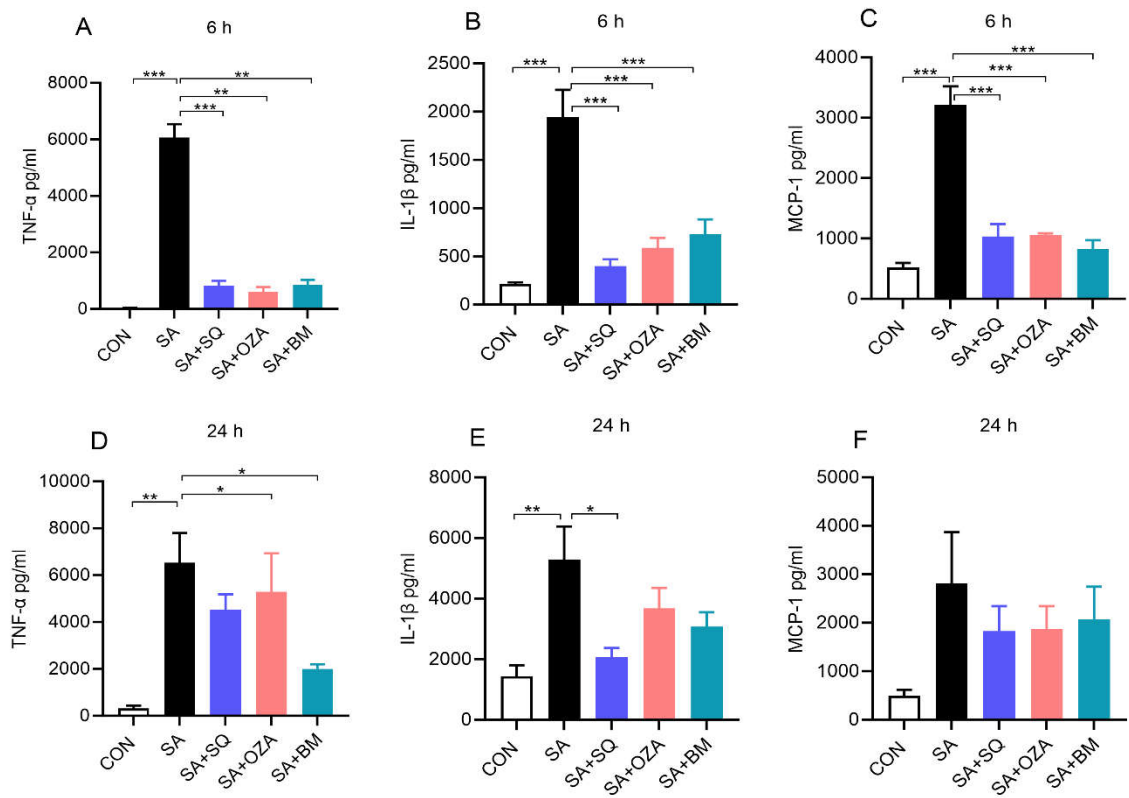 A
6 h
***
**
**
***
TNF-α pg/ml
8000
6000
4000
2000
0
CON
SA
SA+SQ
SA+OZA
SA+BM
B
6 h
***
***
***
***
IL-1β pg/ml
2500
2000
1500
1000
500
0
CON
SA
SA+SQ
SA+OZA
SA+BM
C
6 h
***
***
***
***
MCP-1 pg/ml
4000
3000
2000
1000
0
CON
SA
SA+SQ
SA+OZA
SA+BM
D
24 h
*
**
*
TNF-α pg/ml
10000
8000
6000
4000
2000
0
CON
SA
SA+SQ
SA+OZA
SA+BM
E
24 h
**
*
IL-1β pg/ml
8000
6000
4000
2000
0
CON
SA
SA+SQ
SA+OZA
SA+BM
F
24 h
MCP-1 pg/ml
5000
4000
3000
2000
1000
0
CON
SA
SA+SQ
SA+OZA
SA+BM